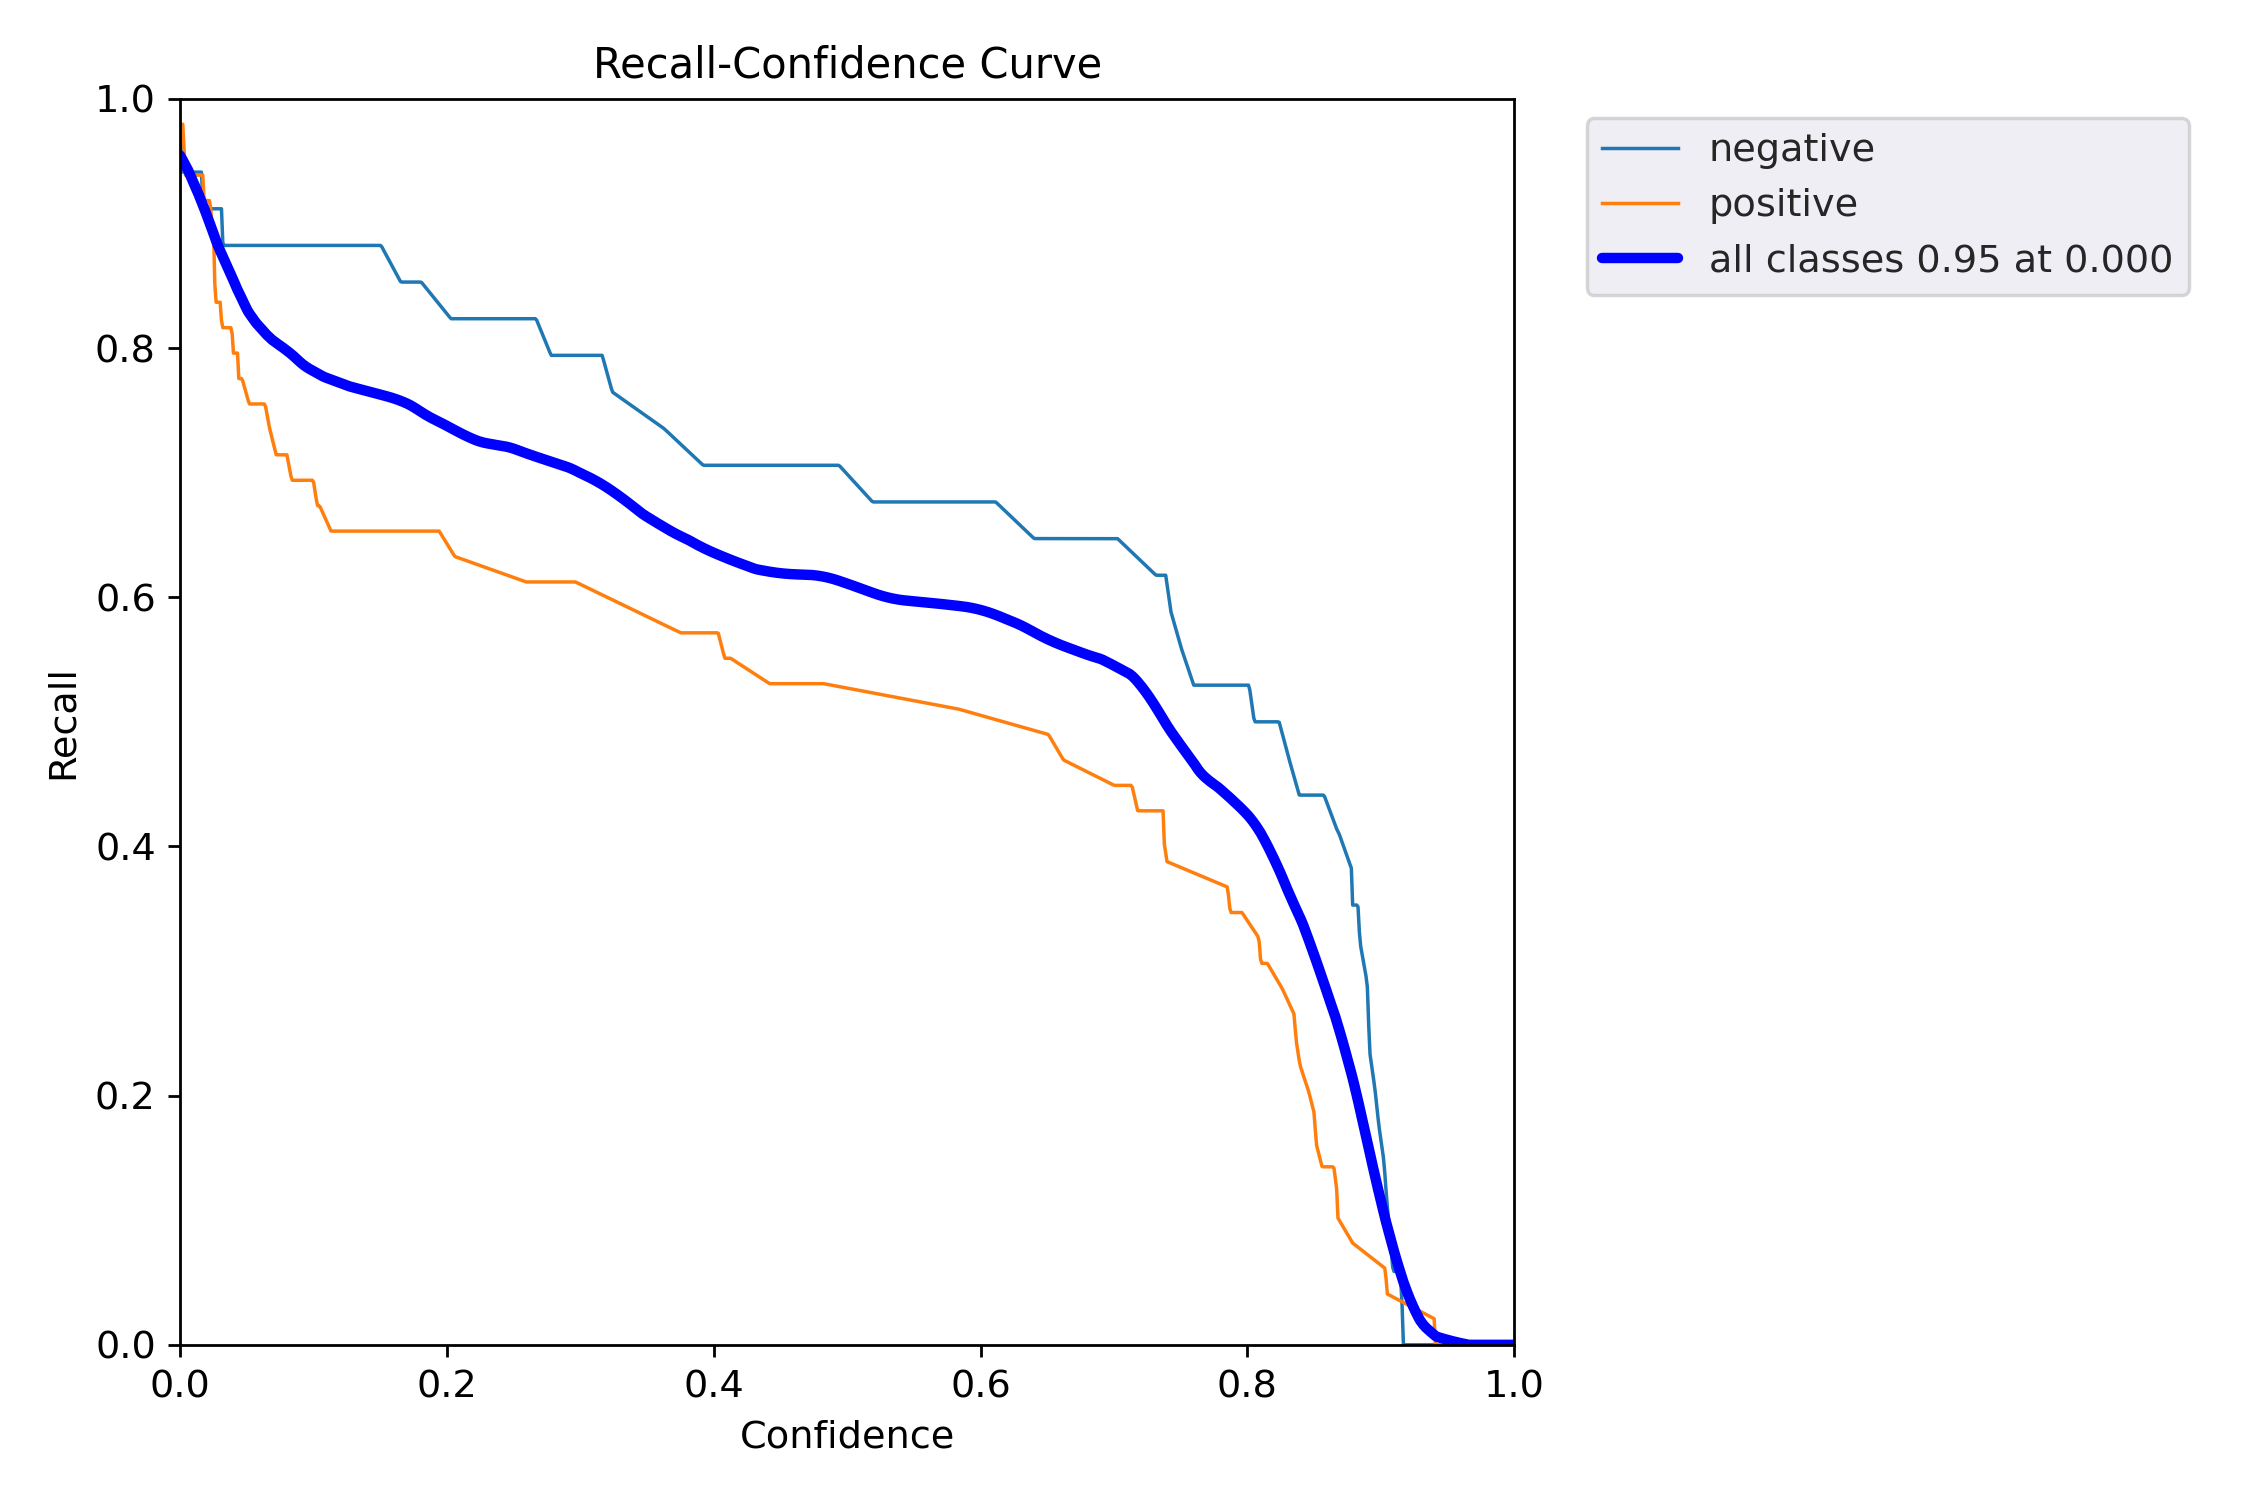 Recall-Confidence Curve
1.0
0.8
0.6
0.4
0.2
0.0
Recall
0.0 0.2 0.4 0.6 0.8 1.0
Confidence
negative
positive
all classes 0.95 at 0.000